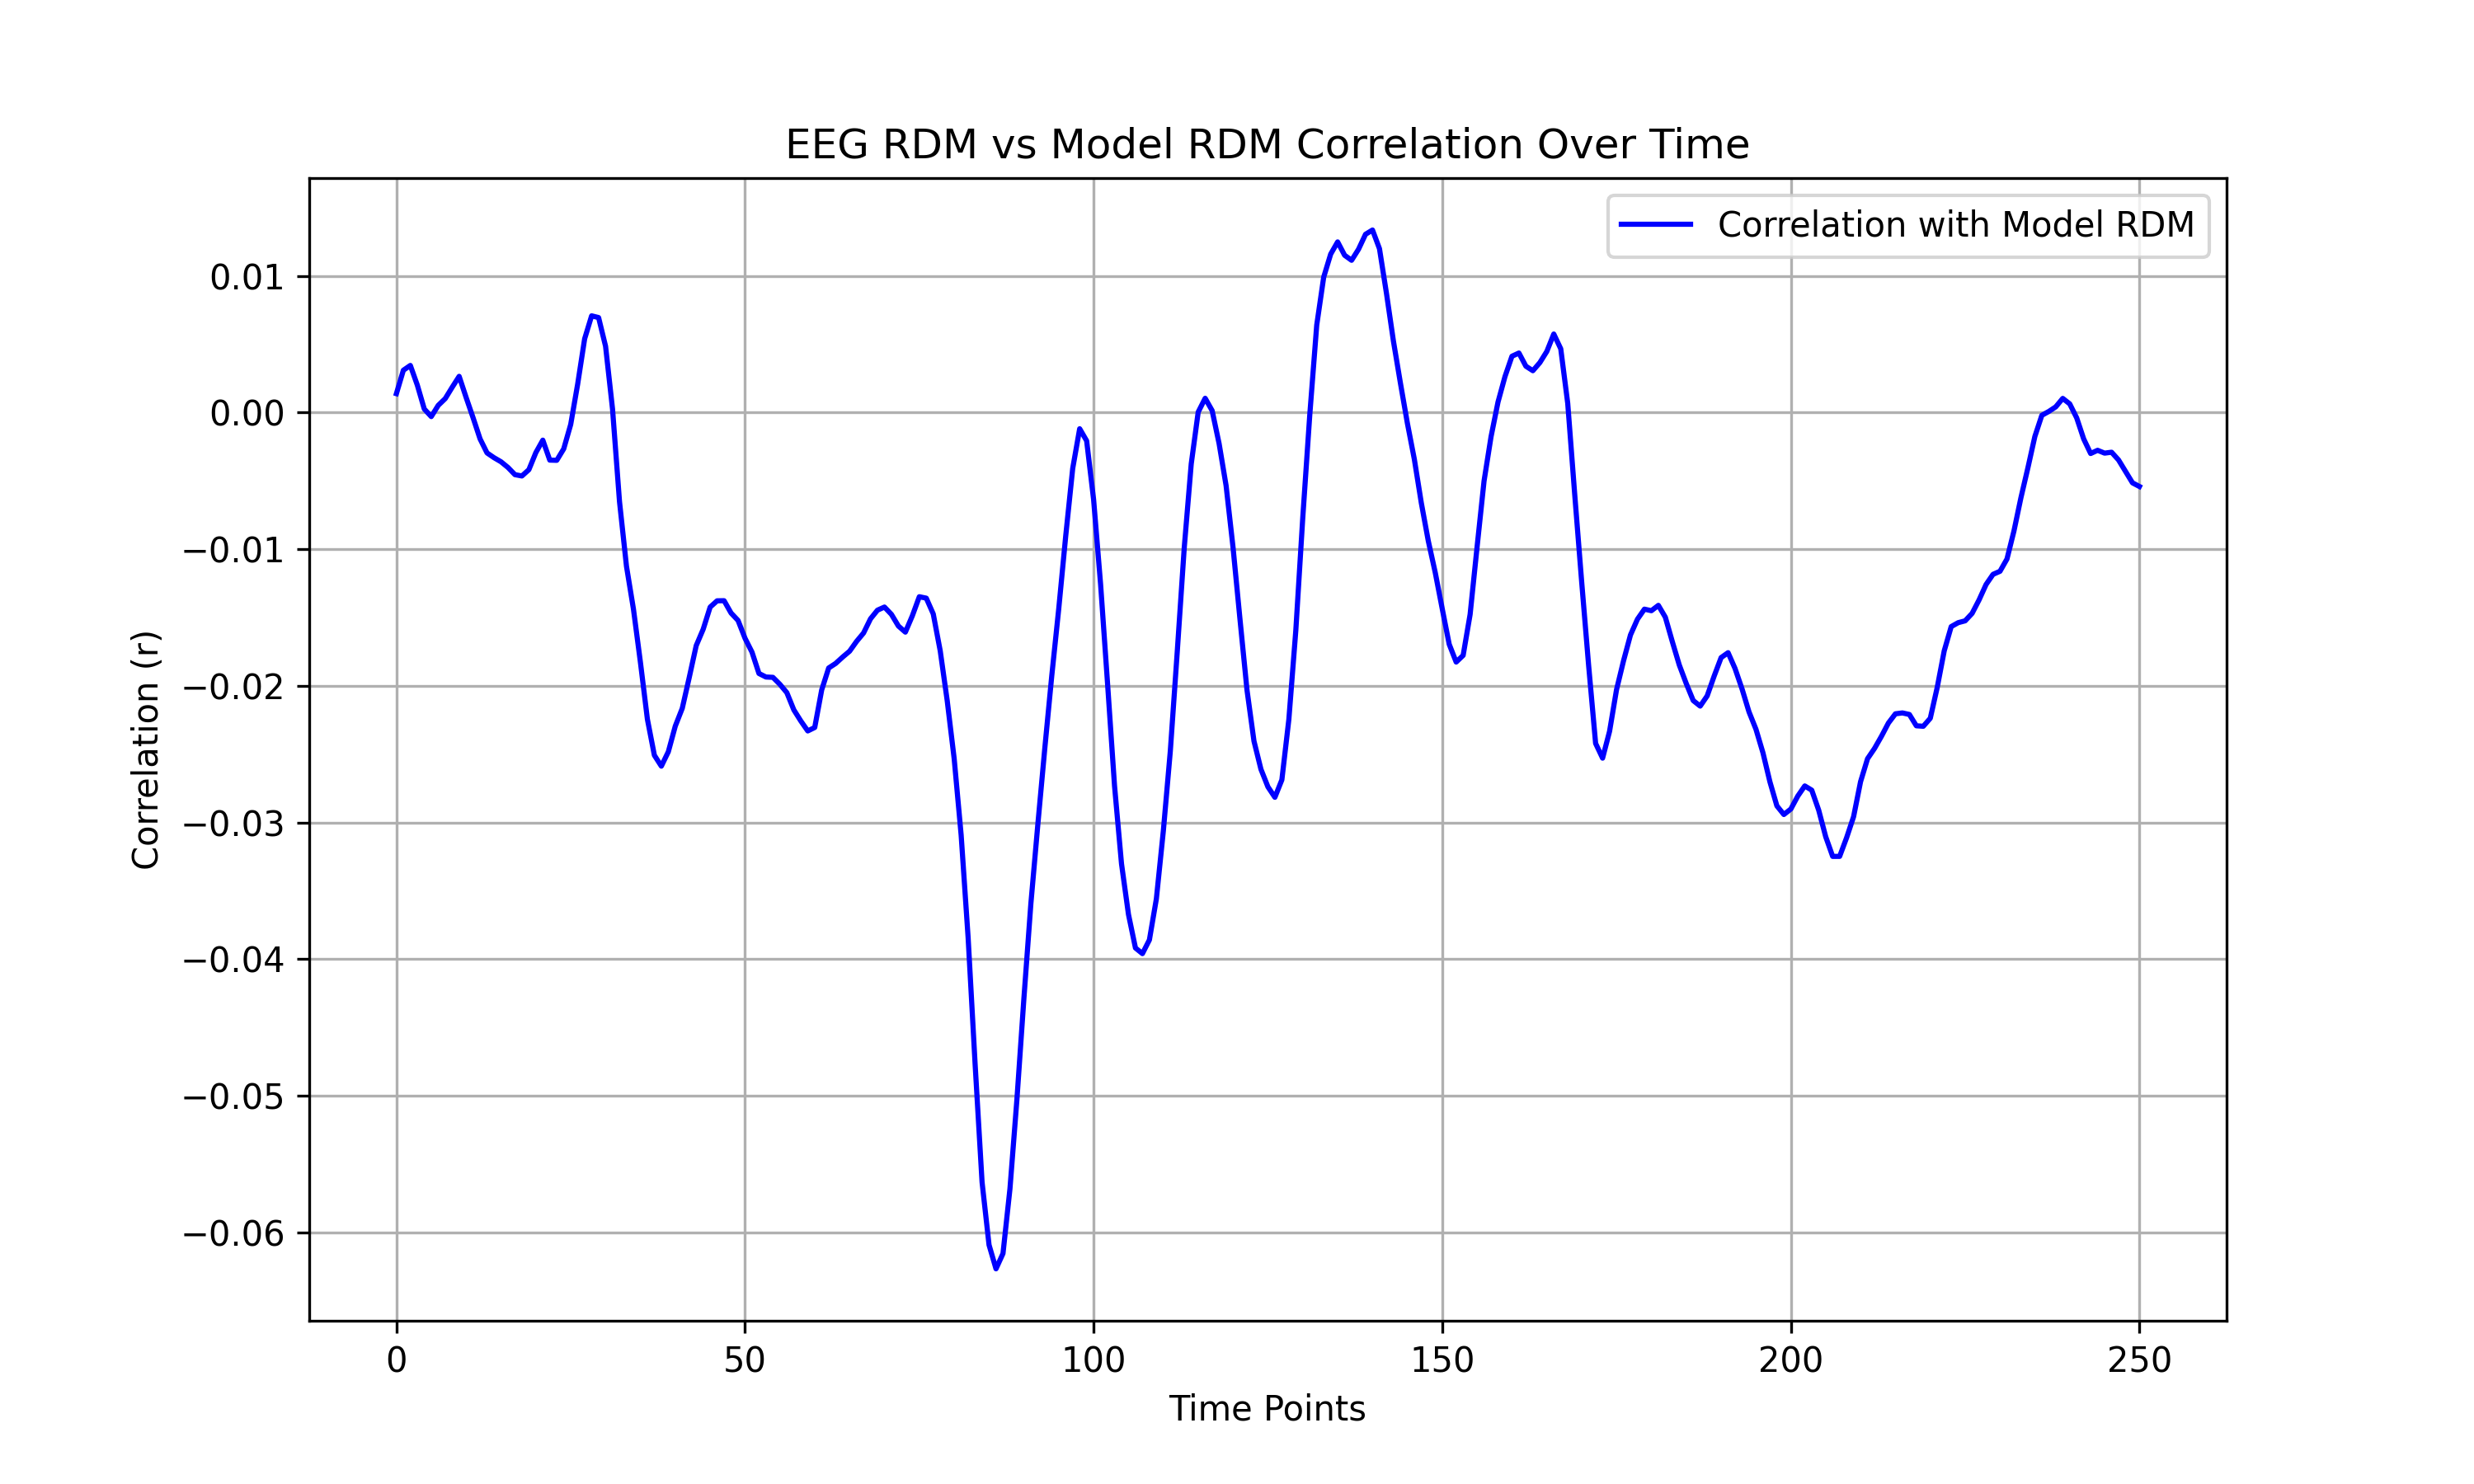 EEG RDM vs Model RDM Correlation Over Time
Correlation with Model RDM
0.01
0.00
−0.01
−0.02
−0.03
−0.04
−0.05
−0.06
Correlation (r)
0 50 100 150 200 250
Time Points